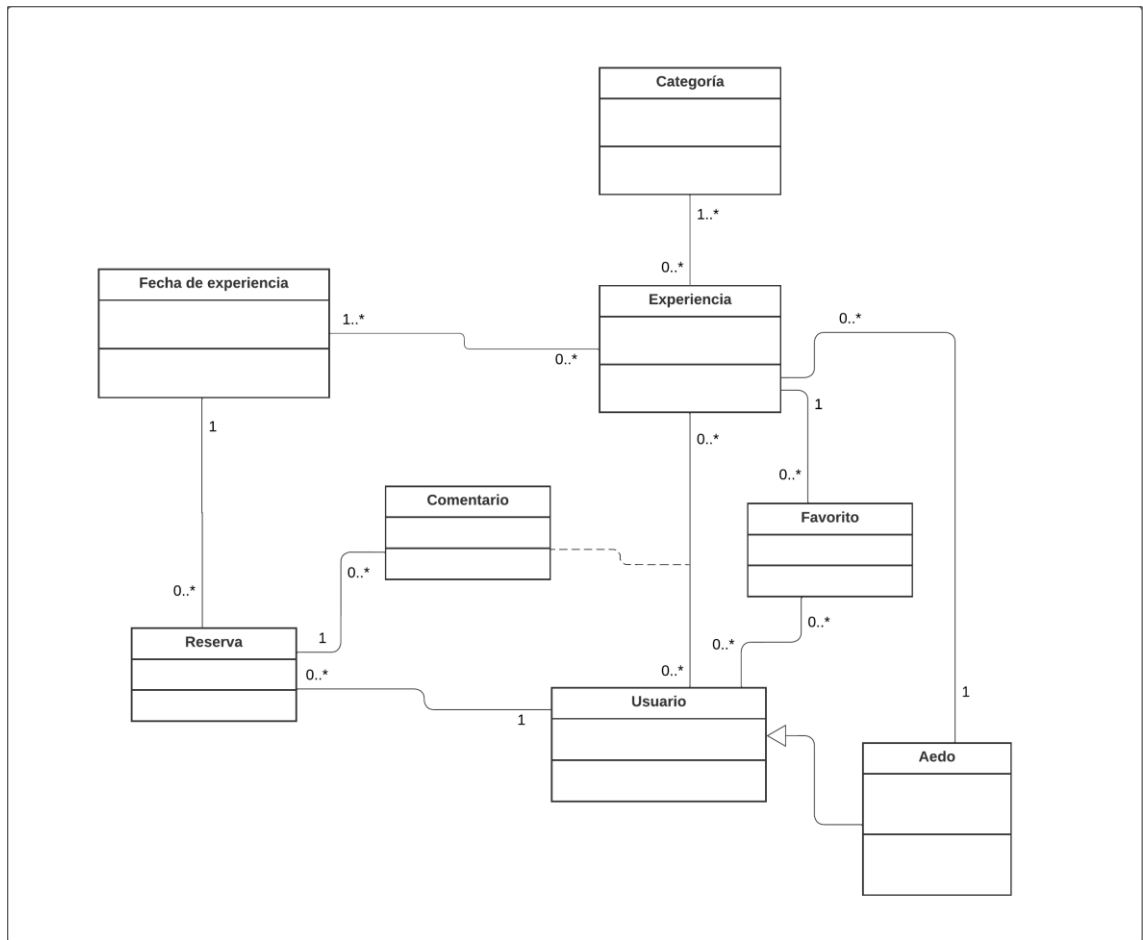 Categoría
1..*
0..*
Fecha de experiencia
Experiencia
1..*
0..*
0..*
1
0..*
1
0..*
Comentario
Favorito
0..*
0..*
Reserva
1
0..*
0..*
0..*
0..*
1
Usuario
1
Aedo